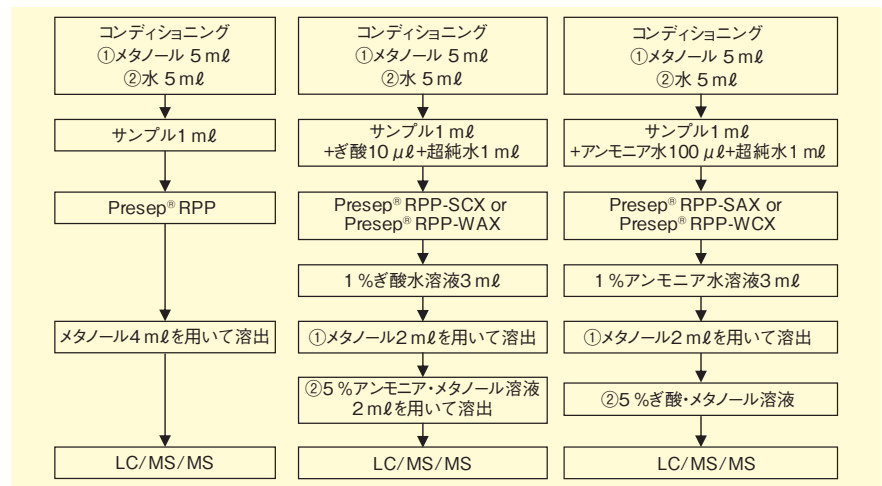 コンディショニング
①メタノール 5 mℓ
②水 5 mℓ
サンプル1 mℓ
Presep® RPP
メタノール4 mℓを用いて溶出
LC/MS/MS
コンディショニング
①メタノール 5 mℓ
②水 5 mℓ
サンプル1 mℓ
+ぎ酸10 μℓ+超純水1 mℓ
Presep® RPP-SCX or
Presep® RPP-WAX
1 %ぎ酸水溶液3 mℓ
①メタノール2 mℓを用いて溶出
②5 %アンモニア・メタノール溶液
2 mℓを用いて溶出
LC/MS/MS
コンディショニング
①メタノール 5 mℓ
②水 5 mℓ
サンプル1 mℓ
+アンモニア水100 μℓ+超純水1 mℓ
Presep® RPP-SAX or
Presep® RPP-WCX
1 %アンモニア水溶液3 mℓ
①メタノール2 mℓを用いて溶出
②5 %ぎ酸・メタノール溶液
LC/MS/MS